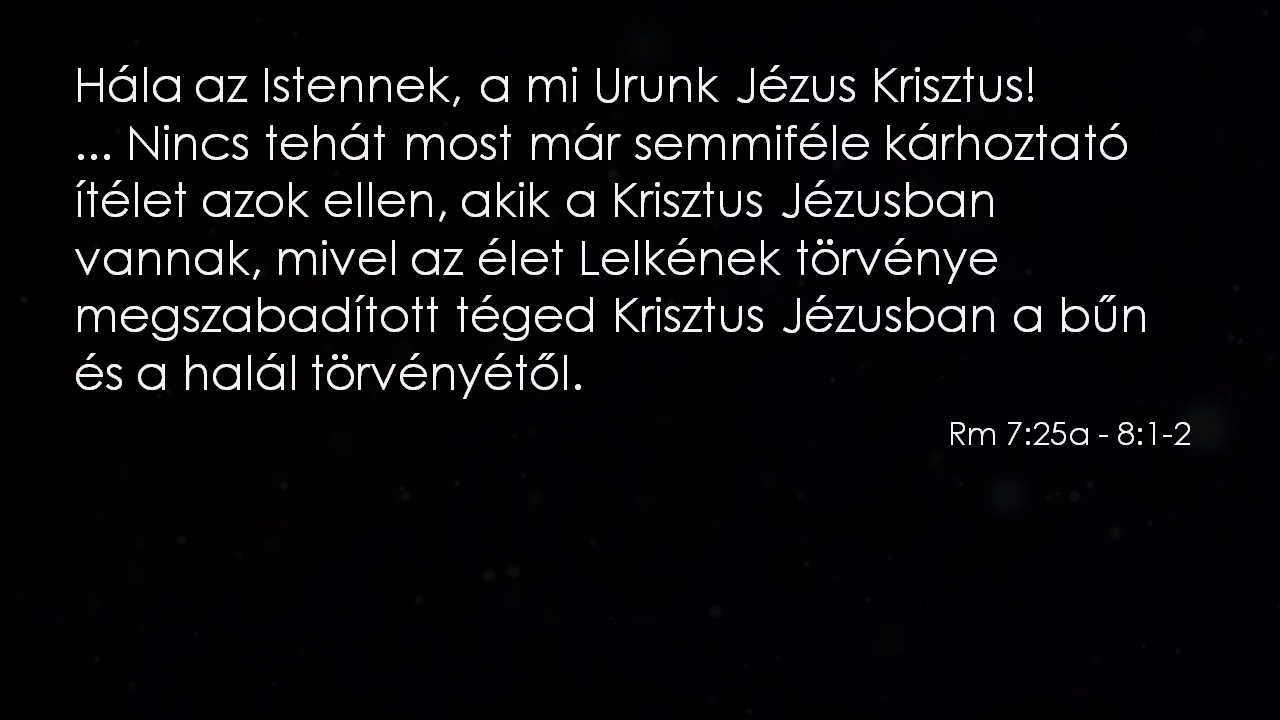 Hála az Istennek, a mi Urunk Jézus Krisztus!
... Nincs tehát most már semmiféle kárhoztató
ítélet azok ellen, akik a Krisztus Jézusban
vannak, mivel az élet Lelkének törvénye
megszabadított téged Krisztus Jézusban a bűn
és a halál törvényétől.
Rm 7:25a - 8:1-2